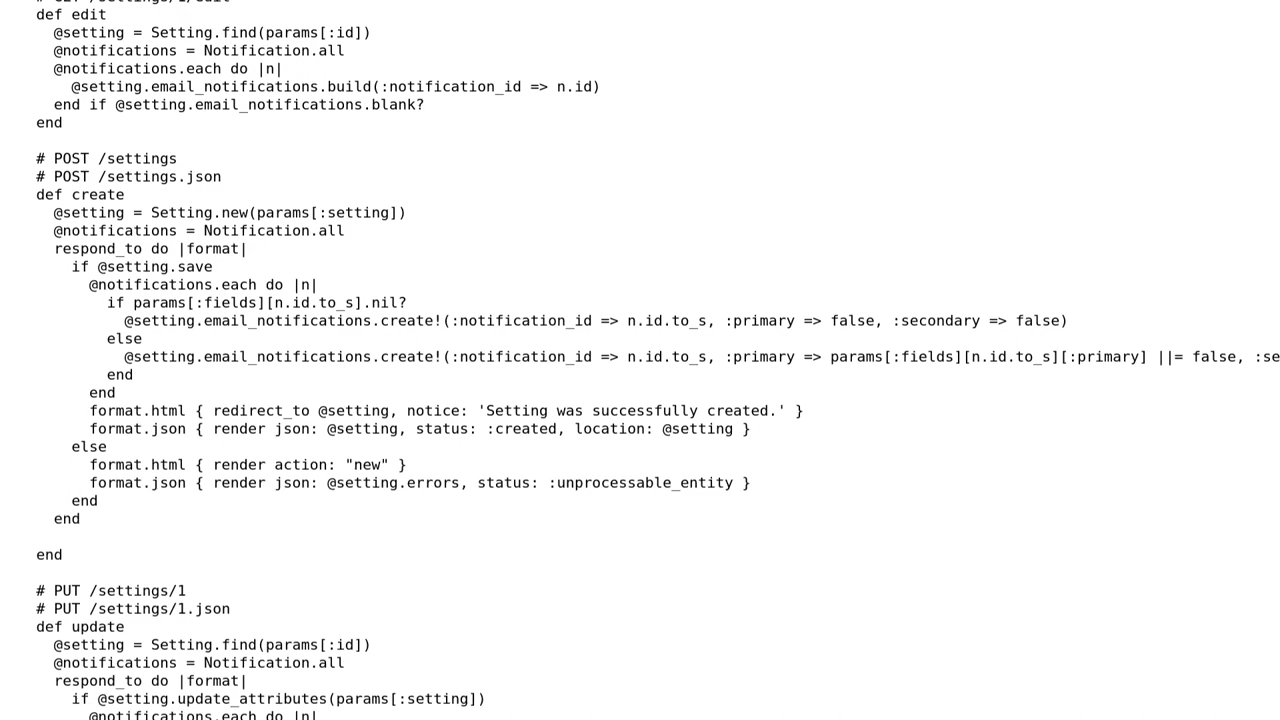 def edit
@setting = Setting.find(params[:id])
@notifications = Notification.all
@notifications.each do |n|
@setting.email_notifications.build(:notification_id => n.id)
end if @setting.email_notifications.blank?
end
# POST /settings
# POST /settings.json
def create
@setting = Setting.new(params[:setting])
@notifications = Notification.all
respond_to do |format|
if @setting.save
@notifications.each do |n|
if params[:fields][n.id.to_s].nil?
@setting.email_notifications.create!(:notification_id => n.id.to_s, :primary => false, :secondary => false)
else
@setting.email_notifications.create!(:notification_id => n.id.to_s, :primary => params[:fields][n.id.to_s][:primary] ||= false, :se
end
end
format.html { redirect_to @setting, notice: 'Setting was successfully created.' }
format.json { render json: @setting, status: :created, location: @setting }
else
format.html { render action: "new" }
format.json { render json: @setting.errors, status: :unprocessable_entity }
end
end
end
# PUT /settings/1
# PUT /settings/1.json
def update
@setting = Setting.find(params[:id])
@notifications = Notification.all
respond_to do |format|
if @setting.update_attributes(params[:setting])
@notifications.each do |n|